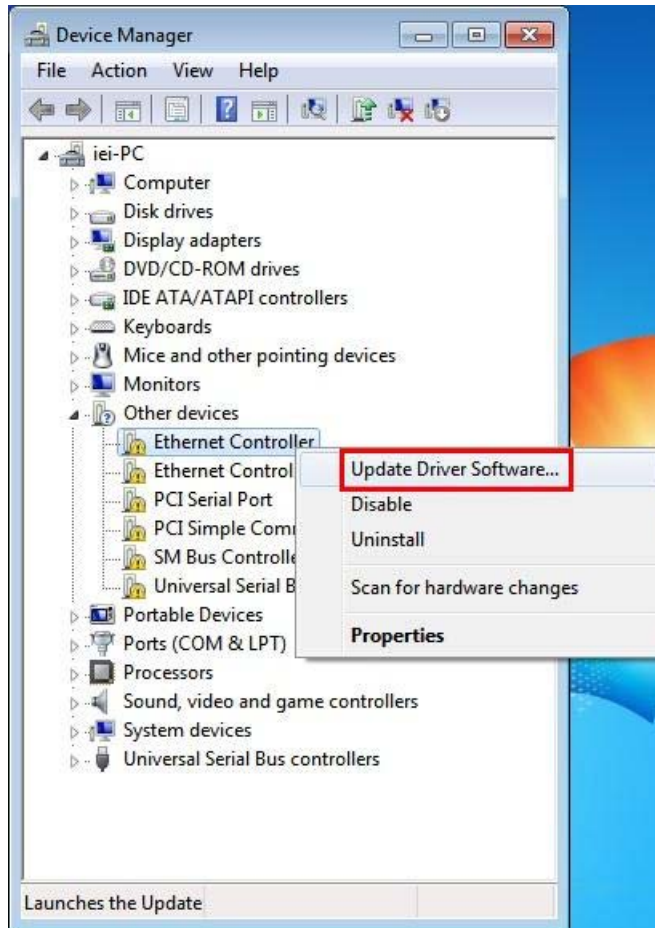 Device Manager
File Action View Help
iei-PC
Computer
Disk drives
Display adapters
DVD/CD-ROM drives
IDE ATA/ATAPI controllers
Keyboards
Mice and other pointing devices
Monitors
Other devices
Ethernet Controller
Ethernet Control
PCI Serial Port
PCI Simple Com
SM Bus Controlle
Universal Serial B
Update Driver Software...
Disable
Uninstall
Scan for hardware changes
Properties
Portable Devices
Ports (COM & LPT)
Processors
Sound, video and game controllers
System devices
Universal Serial Bus controllers
Launches the Update